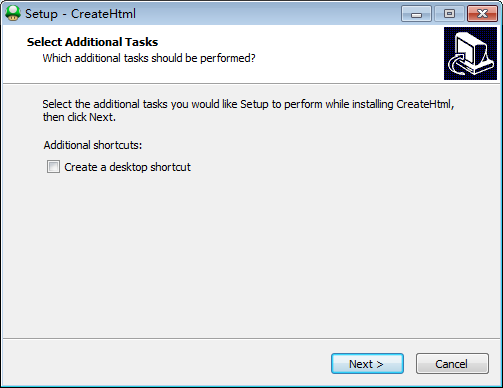 Setup - CreateHtml
Select Additional Tasks
Which additional tasks should be performed?
Select the additional tasks you would like Setup to perform while installing CreateHtml,
then click Next.
Additional shortcuts:
Create a desktop shortcut
Next >
Cancel